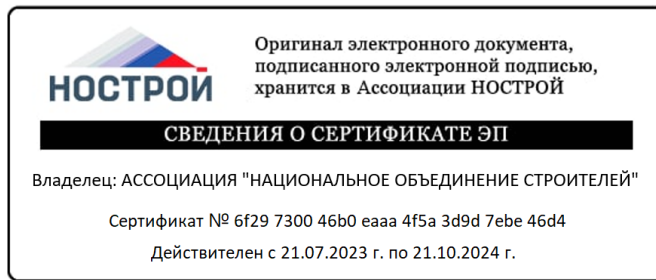 НОСТРОЙ
Оригинал электронного документа,
подписанного электронной подписью,
хранится в Ассоциации НОСТРОЙ
СВЕДЕНИЯ О СЕРТИФИКАТЕ ЭП
Владелец: АССОЦИАЦИЯ "НАЦИОНАЛЬНОЕ ОБЪЕДИНЕНИЕ СТРОИТЕЛЕЙ"
Сертификат № 6f29 7300 46b0 eaaa 4f5a 3d9d 7ebe 46d4
Действителен с 21.07.2023 г. по 21.10.2024 г.